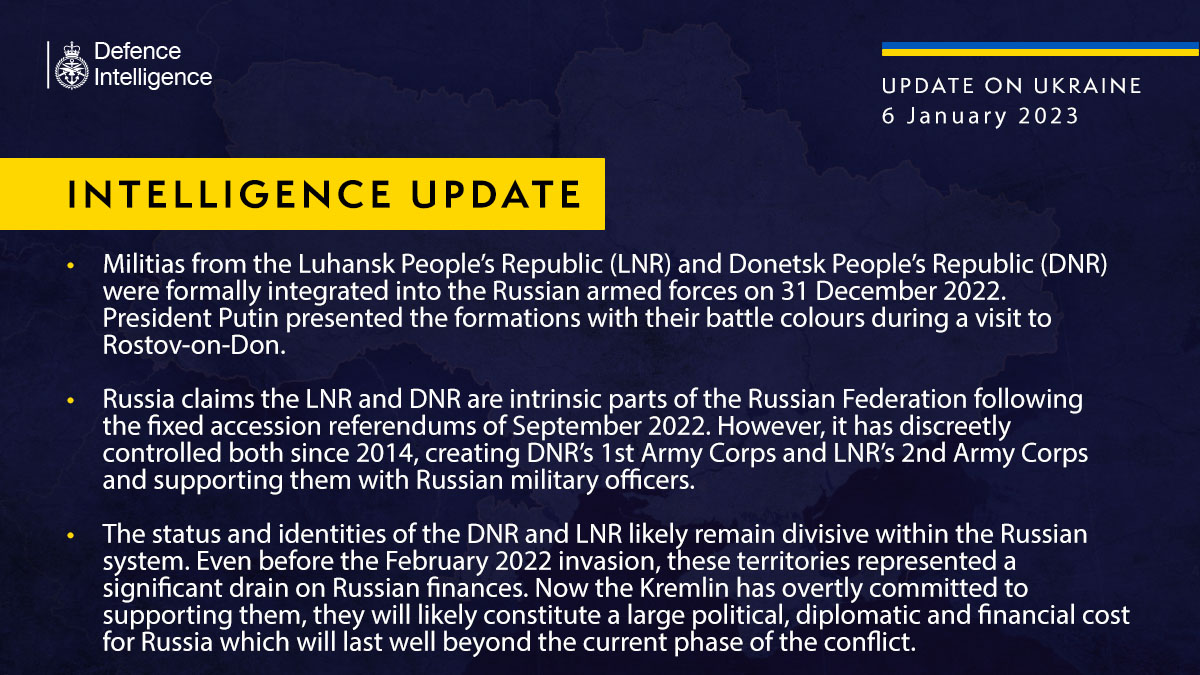 Defence
Intelligence
UPDATE ON UKRAINE
6 January 2023
INTELLIGENCE UPDATE
• Militias from the Luhansk People’s Republic (LNR) and Donetsk People’s Republic (DNR)
were formally integrated into the Russian armed forces on 31 December 2022.
President Putin presented the formations with their battle colours during a visit to
Rostov-on-Don.
• Russia claims the LNR and DNR are intrinsic parts of the Russian Federation following
the fixed accession referendums of September 2022. However, it has discreetly
controlled both since 2014, creating DNR’s 1st Army Corps and LNR’s 2nd Army Corps
and supporting them with Russian military officers.
• The status and identities of the DNR and LNR likely remain divisive within the Russian
system. Even before the February 2022 invasion, these territories represented a
significant drain on Russian finances. Now the Kremlin has overtly committed to
supporting them, they will likely constitute a large political, diplomatic and financial cost
for Russia which will last well beyond the current phase of the conflict.